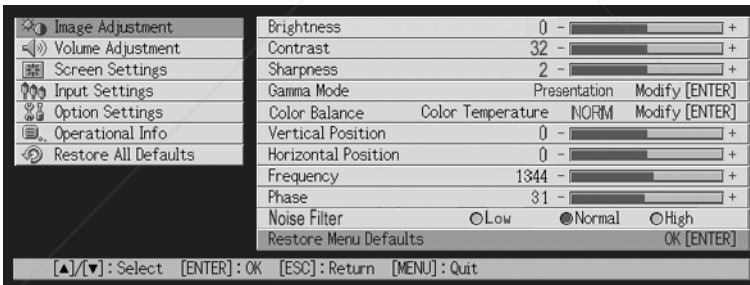 Image Adjustment
Volume Adjustment
Screen Settings
Input Settings
Option Settings
Operational Info
Restore All Defaults
Brightness 0 - +
Contrast 32 - +
Sharpness 2 - +
Gamma Mode Presentation Modify [ENTER]
Color Balance Color Temperature NORM Modify [ENTER]
Vertical Position 0 - +
Horizontal Position 0 - +
Frequency 1344 - +
Phase 31 - +
Noise Filter Low Normal High
Restore Menu Defaults OK [ENTER]
[▲]/[▼]: Select [ENTER]: OK [ESC]: Return [MENU]: Quit